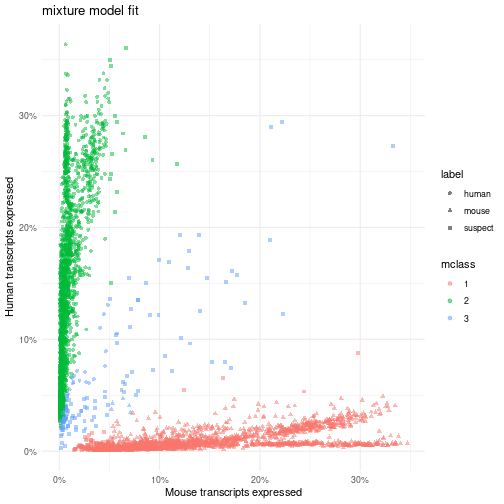 mixture model fit
Human transcripts expressed
30%
20%
10%
0%
0%
10%
20%
30%
Mouse transcripts expressed
label
human
mouse
suspect
mclass
1
2
3